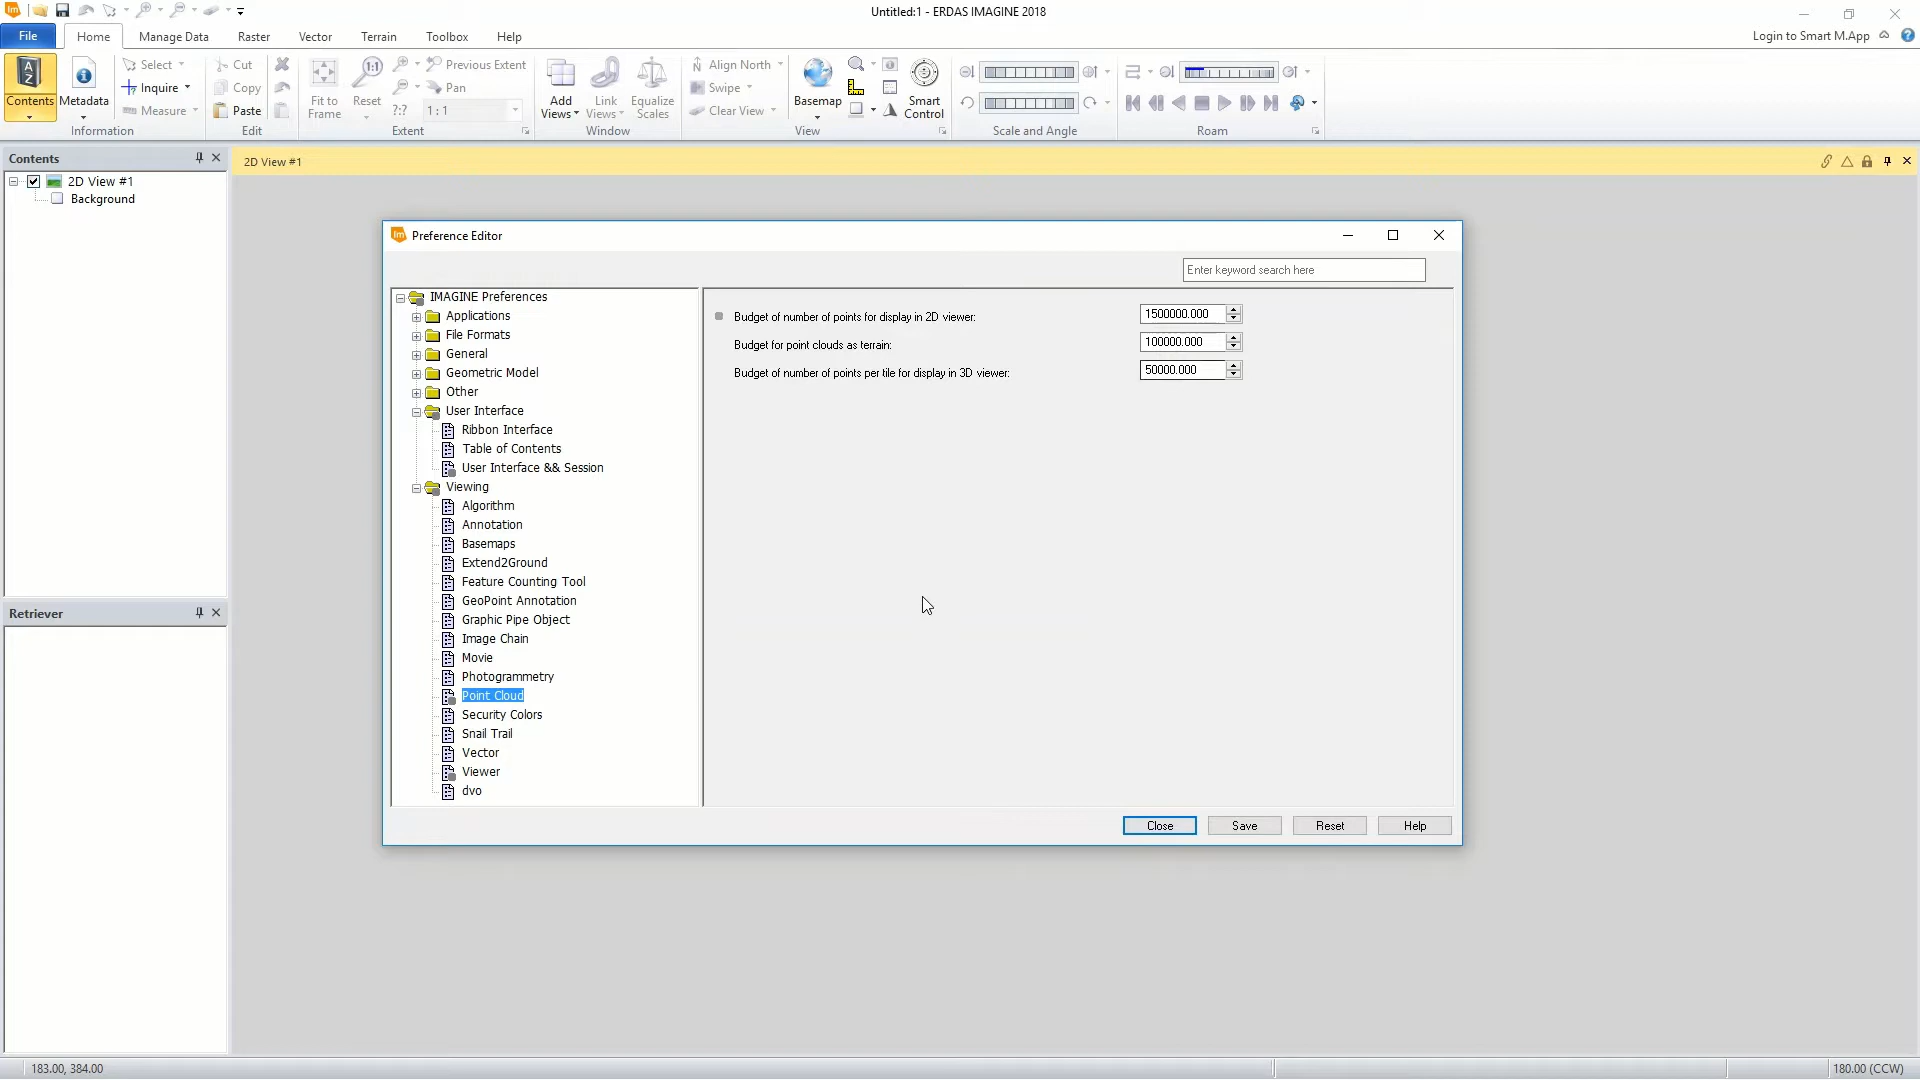 Untitled:1 - ERDAS IMAGINE 2018
File Home Manage Data Raster Vector Terrain Toolbox Help Login to Smart M.App
Contents
Metadata
Information
Select
Inquire
Measure
Cut
Copy
Paste
Edit
Fit to
Frame
Reset
?:?
Previous Extent
Pan
1 : 1
Extent
Add
Views
Link
Views
Equalize
Scales
Window
Align North
Swipe
Clear View
Basemap
Smart
Control
View
Scale and Angle
Roam
Contents
2D View #1
Background
2D View #1
Retriever
Preference Editor
Enter keyword search here
IMAGINE Preferences
Applications
File Formats
General
Geometric Model
Other
User Interface
Ribbon Interface
Table of Contents
User Interface && Session
Viewing
Algorithm
Annotation
Basemaps
Extend2Ground
Feature Counting Tool
GeoPoint Annotation
Graphic Pipe Object
Image Chain
Movie
Photogrammetry
Point Cloud
Security Colors
Snail Trail
Vector
Viewer
dvo
Budget of number of points for display in 2D viewer: 1500000.000
Budget for point clouds as terrain: 100000.000
Budget of number of points per tile for display in 3D viewer: 50000.000
Close Save Reset Help
183.00, 384.00
180.00 (CCW)